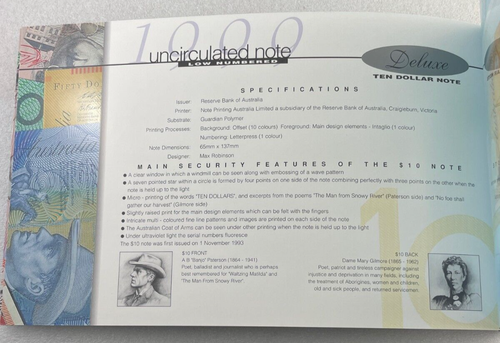 1999
uncirculated note
LOW NUMBERED
Deluxe
TEN DOLLAR NOTE
SPECIFICATIONS
Issuer: Reserve Bank of Australia
Printer: Note Printing Australia Limited a subsidiary of the Reserve Bank of Australia, Craigieburn, Victoria
Substrate: Guardian Polymer
Printing Processes: Background: Offset (10 colours) Foreground: Main design elements - Intaglio (1 colour)
Numbering: Letterpress (1 colour)
Note Dimensions: 65mm x 137mm
Designer: Max Robinson
MAIN SECURITY FEATURES OF THE $10 NOTE
● A clear window in which a windmill can be seen along with embossing of a wave pattern
● A seven pointed star within a circle is formed by four points on one side of the note combining perfectly with three points on the other when the
note is held up to the light
● Micro - printing of the words "TEN DOLLARS", and excerpts from the poems "The Man from Snowy River" (Paterson side) and "No foe shall
gather our harvest" (Gilmore side)
● Slightly raised print for the main design elements which can be felt with the fingers
● Intricate multi - coloured fine line patterns and images are printed on each side of the note
● The Australian Coat of Arms can be seen under other printing when the note is held up to the light
● Under ultraviolet light the serial numbers fluoresce
The $10 note was first issued on 1 November 1993
$10 FRONT
A B "Banjo" Paterson (1864 - 1941)
Poet, balladist and journalist who is perhaps
best remembered for "Waltzing Matilda" and
"The Man From Snowy River".
$10 BACK
Dame Mary Gilmore (1865 - 1962)
Poet, patriot and tireless campaigner against
injustice and deprivation in many fields, including
the treatment of Aborigines, women and children,
old and sick people, and returned servicemen.
10
FIFTY DO
Australia